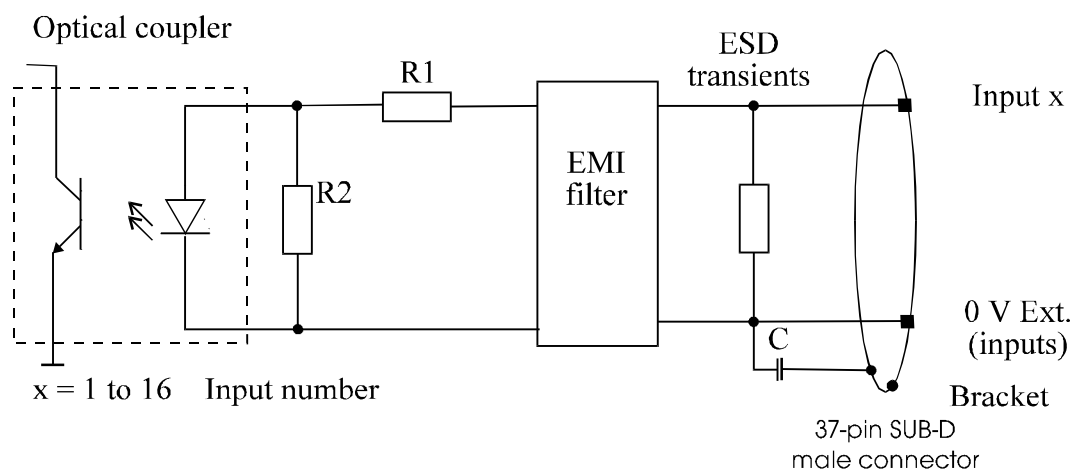 Optical coupler
ESD
transients
R1
Input x
EMI
filter
R2
0 V Ext.
(inputs)
C
x = 1 to 16 Input number
Bracket
37-pin SUB-D
male connector